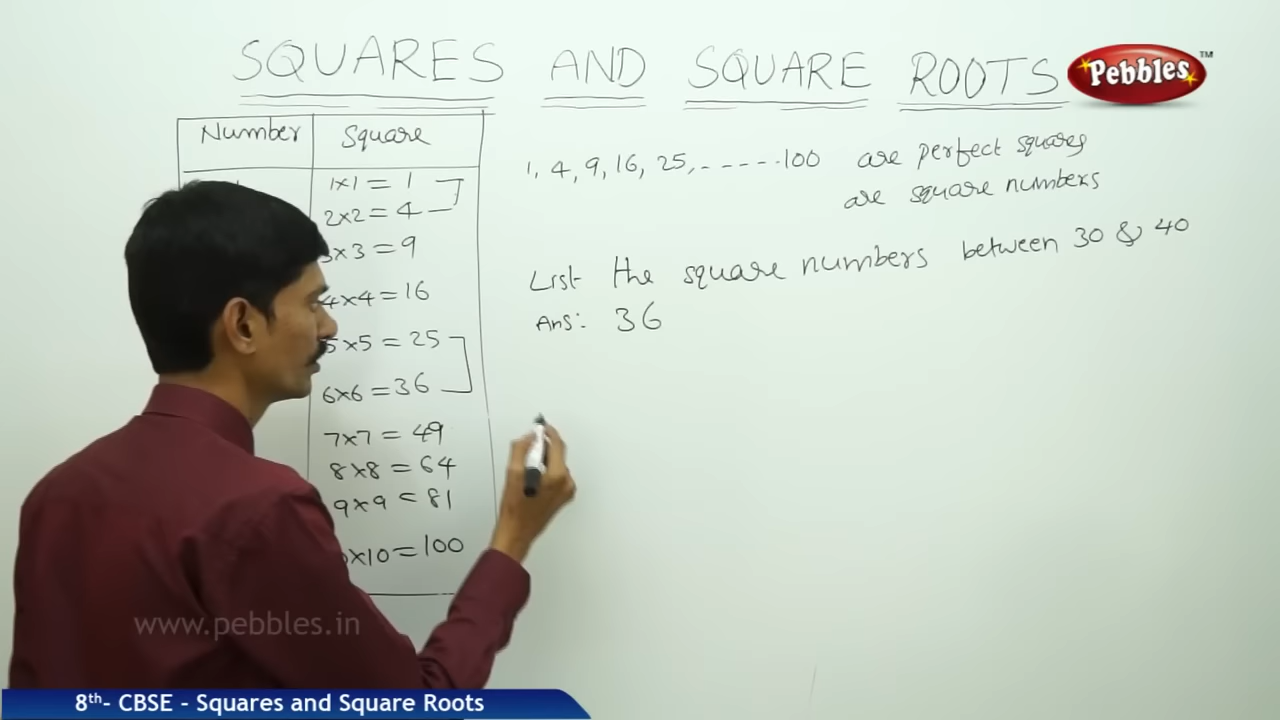 SQUARES AND SQUARE ROOTS
Pebbles™
Number Square
1x1 = 1
2x2 = 4
x3 = 9
4x4 = 16
5x5 = 25
6x6 = 36
7x7 = 49
8x8 = 64
9x9 = 81
x10 = 100
1, 4, 9, 16, 25, - - - - - 100 are perfect squares
are square numbers
List the square numbers between 30 & 40
Ans: 36
www.pebbles.in
8th- CBSE - Squares and Square Roots